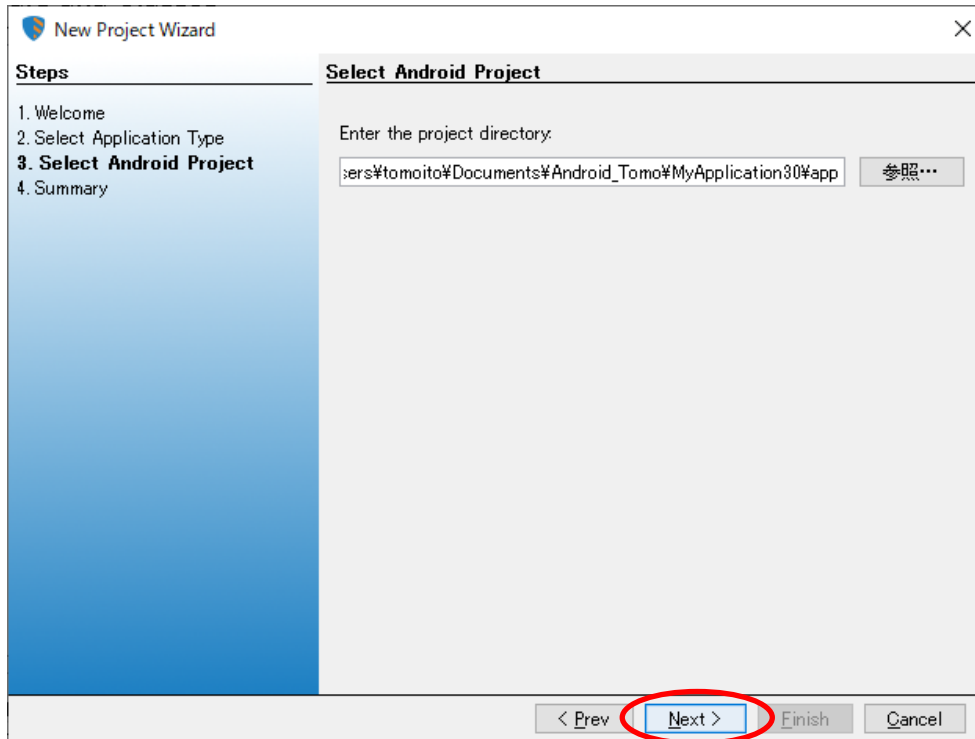 New Project Wizard
Steps
1. Welcome
2. Select Application Type
3. Select Android Project
4. Summary
Select Android Project
Enter the project directory:
sers¥tomoito¥Documents¥Android_Tomo¥MyApplication30¥app
参照…
< Prev
Next >
Finish
Cancel